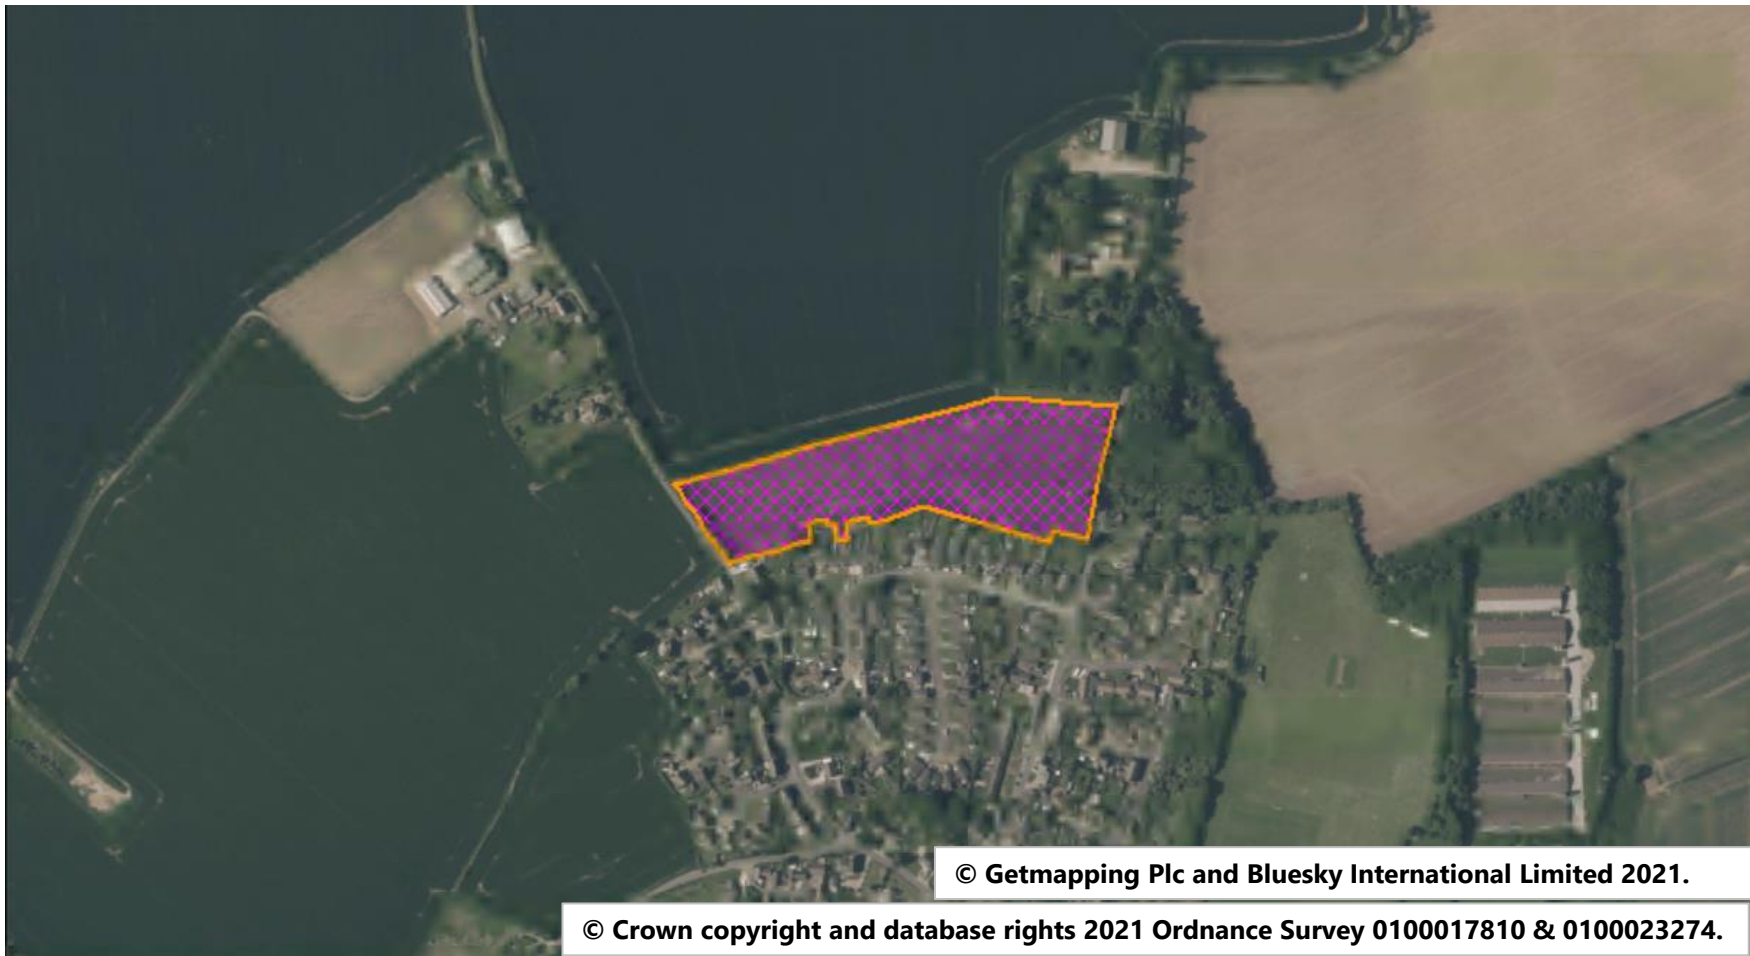 © Getmapping Plc and Bluesky International Limited 2021.
© Crown copyright and database rights 2021 Ordnance Survey 0100017810 & 0100023274.